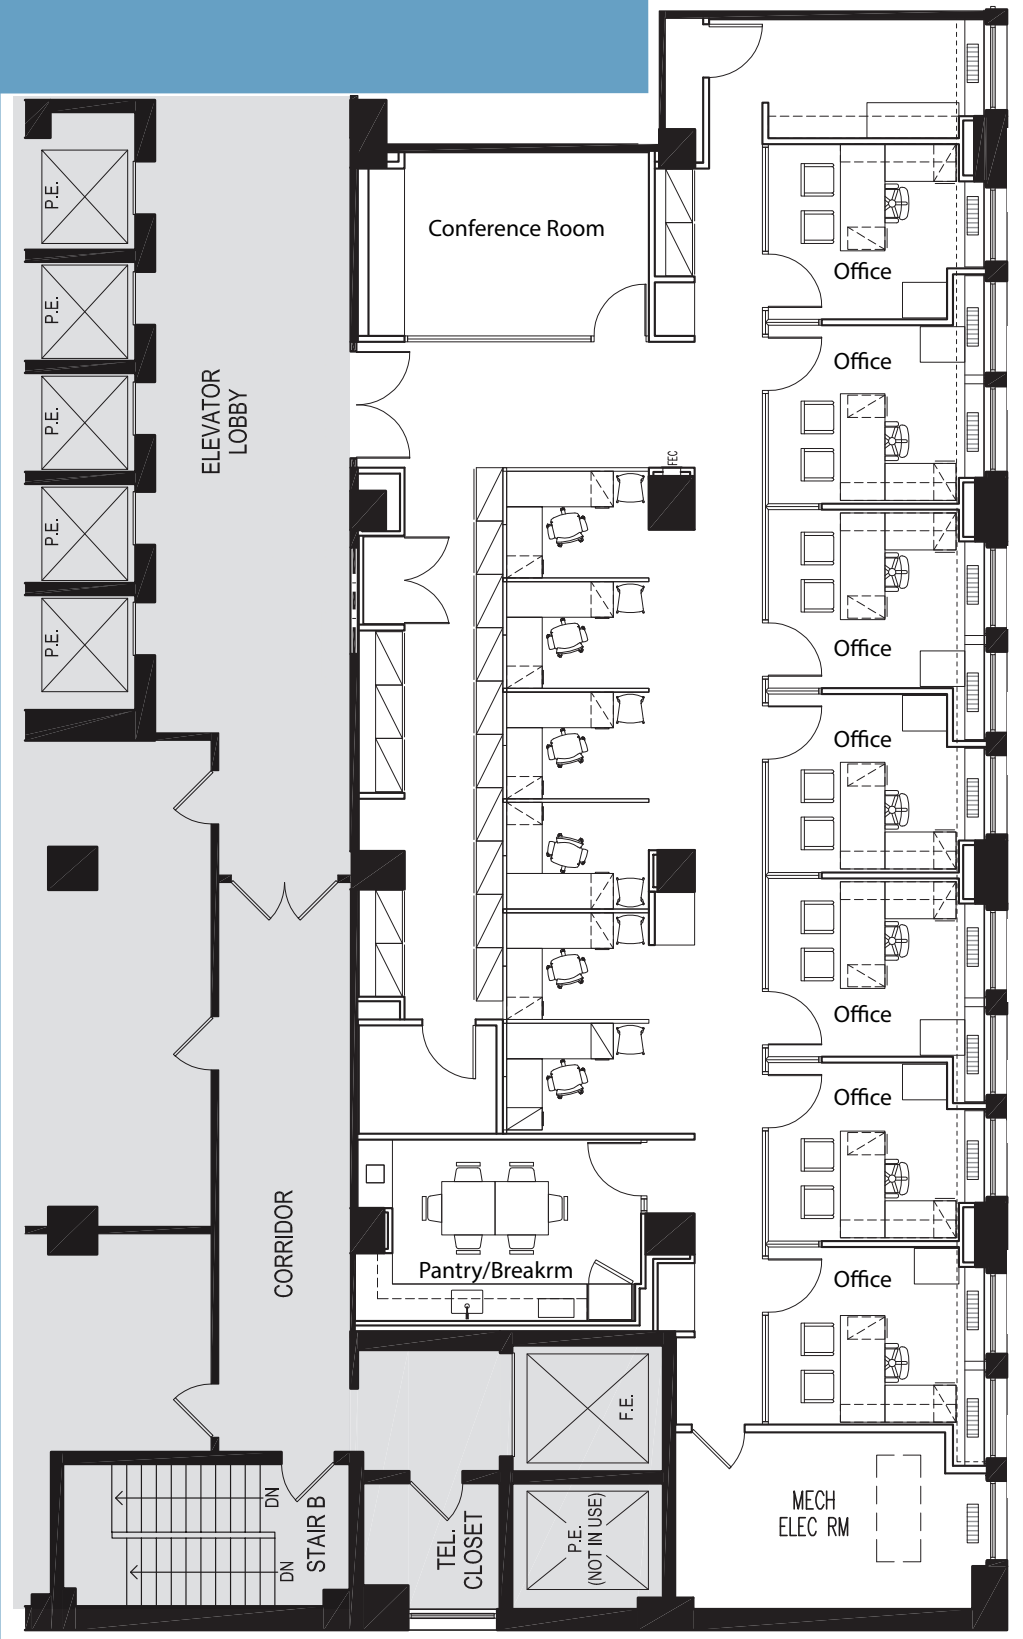 P.E.
P.E.
P.E.
P.E.
P.E.
ELEVATOR
LOBBY
Conference Room
Office
Office
FEC
Office
Office
Office
Office
Office
CORRIDOR
Pantry/Breakrm
F.E.
P.E.
(NOT IN USE)
TEL.
CLOSET
DN
DN
STAIR B
MECH
ELEC RM